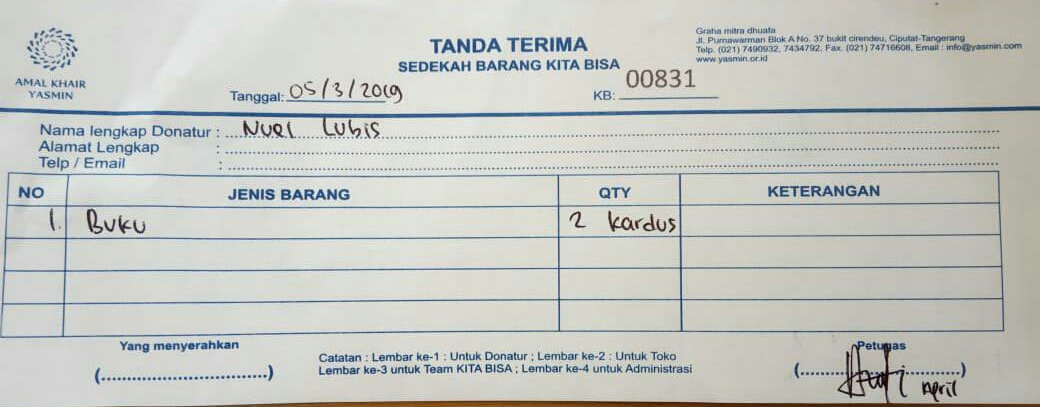 Graha mitra dhuafa
Jl. Purnawarman Blok A No. 37 bukit cirendeu, Ciputat-Tangerang
Telp. (021) 7490932, 7434792, Fax. (021) 74716608, Email : info@yasmin.com
www.yasmin.or.id
AMAL KHAIR
YASMIN
TANDA TERIMA
SEDEKAH BARANG KITA BISA
Tanggal: 05/3/2019
KB: 00831
Nama lengkap Donatur : Nuel Lubis
Alamat Lengkap :
Telp / Email :
NO JENIS BARANG QTY KETERANGAN
1. Buku 2 Kardus
Yang menyerahkan
(..............................)
Catatan : Lembar ke-1 : Untuk Donatur ; Lembar ke-2 : Untuk Toko
Lembar ke-3 untuk Team KITA BISA ; Lembar ke-4 untuk Administrasi
Petugas
April